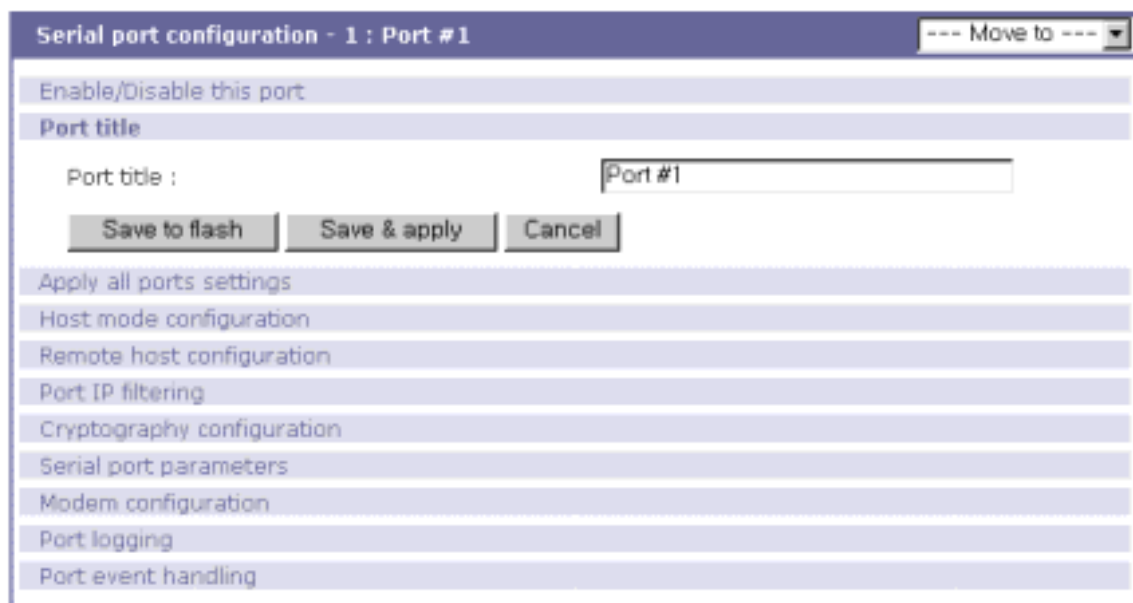 Serial port configuration - 1 : Port #1 --- Move to ---
Enable/Disable this port
Port title
Port title : Port #1
Save to flash Save & apply Cancel
Apply all ports settings
Host mode configuration
Remote host configuration
Port IP filtering
Cryptography configuration
Serial port parameters
Modem configuration
Port logging
Port event handling